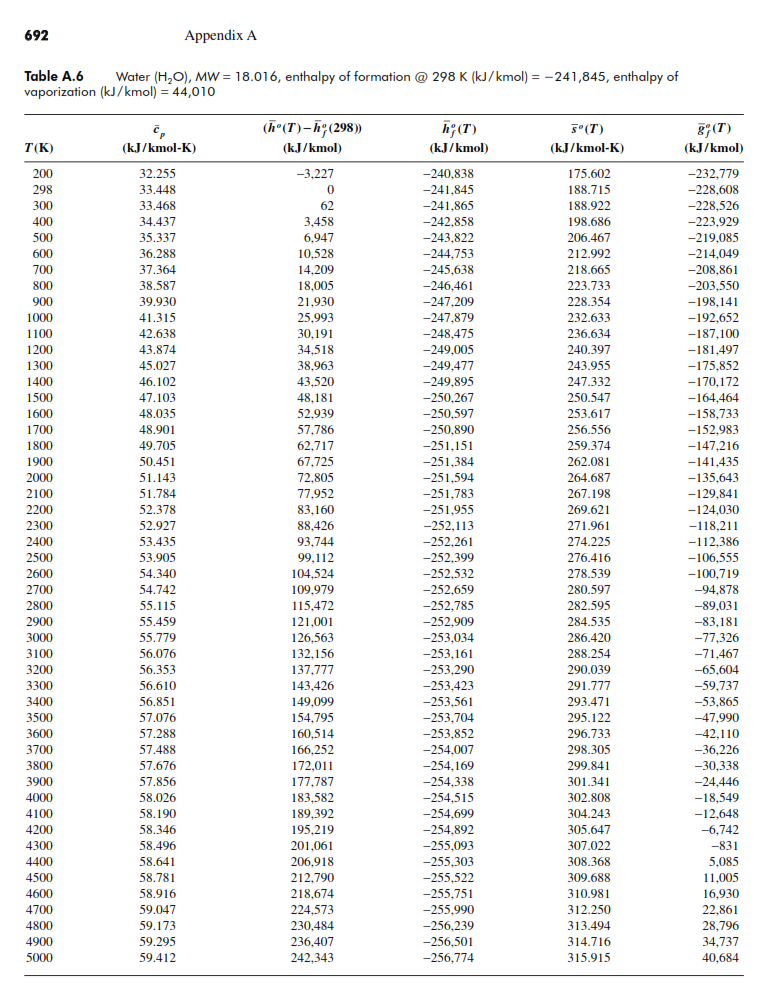 692 Appendix A
Table A.6 Water (H₂O), MW = 18.016, enthalpy of formation @ 298 K (kJ/kmol) = −241,845, enthalpy of
vaporization (kJ/kmol) = 44,010
c̄ₚ (h̄°(T) − h̄°f(298)) h̄°f(T) s̄°(T) ḡ°f(T)
T(K) (kJ/kmol-K) (kJ/kmol) (kJ/kmol) (kJ/kmol-K) (kJ/kmol)
200 32.255 −3,227 −240,838 175.602 −232,779
298 33.448 0 −241,845 188.715 −228,608
300 33.468 62 −241,865 188.922 −228,526
400 34.437 3,458 −242,858 198.686 −223,929
500 35.337 6,947 −243,822 206.467 −219,085
600 36.288 10,528 −244,753 212.992 −214,049
700 37.364 14,209 −245,638 218.665 −208,861
800 38.587 18,005 −246,461 223.733 −203,550
900 39.930 21,930 −247,209 228.354 −198,141
1000 41.315 25,993 −247,879 232.633 −192,652
1100 42.638 30,191 −248,475 236.634 −187,100
1200 43.874 34,518 −249,005 240.397 −181,497
1300 45.027 38,963 −249,477 243.955 −175,852
1400 46.102 43,520 −249,895 247.332 −170,172
1500 47.103 48,181 −250,267 250.547 −164,464
1600 48.035 52,939 −250,597 253.617 −158,733
1700 48.901 57,786 −250,890 256.556 −152,983
1800 49.705 62,717 −251,151 259.374 −147,216
1900 50.451 67,725 −251,384 262.081 −141,435
2000 51.143 72,805 −251,594 264.687 −135,643
2100 51.784 77,952 −251,783 267.198 −129,841
2200 52.378 83,160 −251,955 269.621 −124,030
2300 52.927 88,426 −252,113 271.961 −118,211
2400 53.435 93,744 −252,261 274.225 −112,386
2500 53.905 99,112 −252,399 276.416 −106,555
2600 54.340 104,524 −252,532 278.539 −100,719
2700 54.742 109,979 −252,659 280.597 −94,878
2800 55.115 115,472 −252,785 282.595 −89,031
2900 55.459 121,001 −252,909 284.535 −83,181
3000 55.779 126,563 −253,034 286.420 −77,326
3100 56.076 132,156 −253,161 288.254 −71,467
3200 56.353 137,777 −253,290 290.039 −65,604
3300 56.610 143,426 −253,423 291.777 −59,737
3400 56.851 149,099 −253,561 293.471 −53,865
3500 57.076 154,795 −253,704 295.122 −47,990
3600 57.288 160,514 −253,852 296.733 −42,110
3700 57.488 166,252 −254,007 298.305 −36,226
3800 57.676 172,011 −254,169 299.841 −30,338
3900 57.856 177,787 −254,338 301.341 −24,446
4000 58.026 183,582 −254,515 302.808 −18,549
4100 58.190 189,392 −254,699 304.243 −12,648
4200 58.346 195,219 −254,892 305.647 −6,742
4300 58.496 201,061 −255,093 307.022 −831
4400 58.641 206,918 −255,303 308.368 5,085
4500 58.781 212,790 −255,522 309.688 11,005
4600 58.916 218,674 −255,751 310.981 16,930
4700 59.047 224,573 −255,990 312.250 22,861
4800 59.173 230,484 −256,239 313.494 28,796
4900 59.295 236,407 −256,501 314.716 34,737
5000 59.412 242,343 −256,774 315.915 40,684